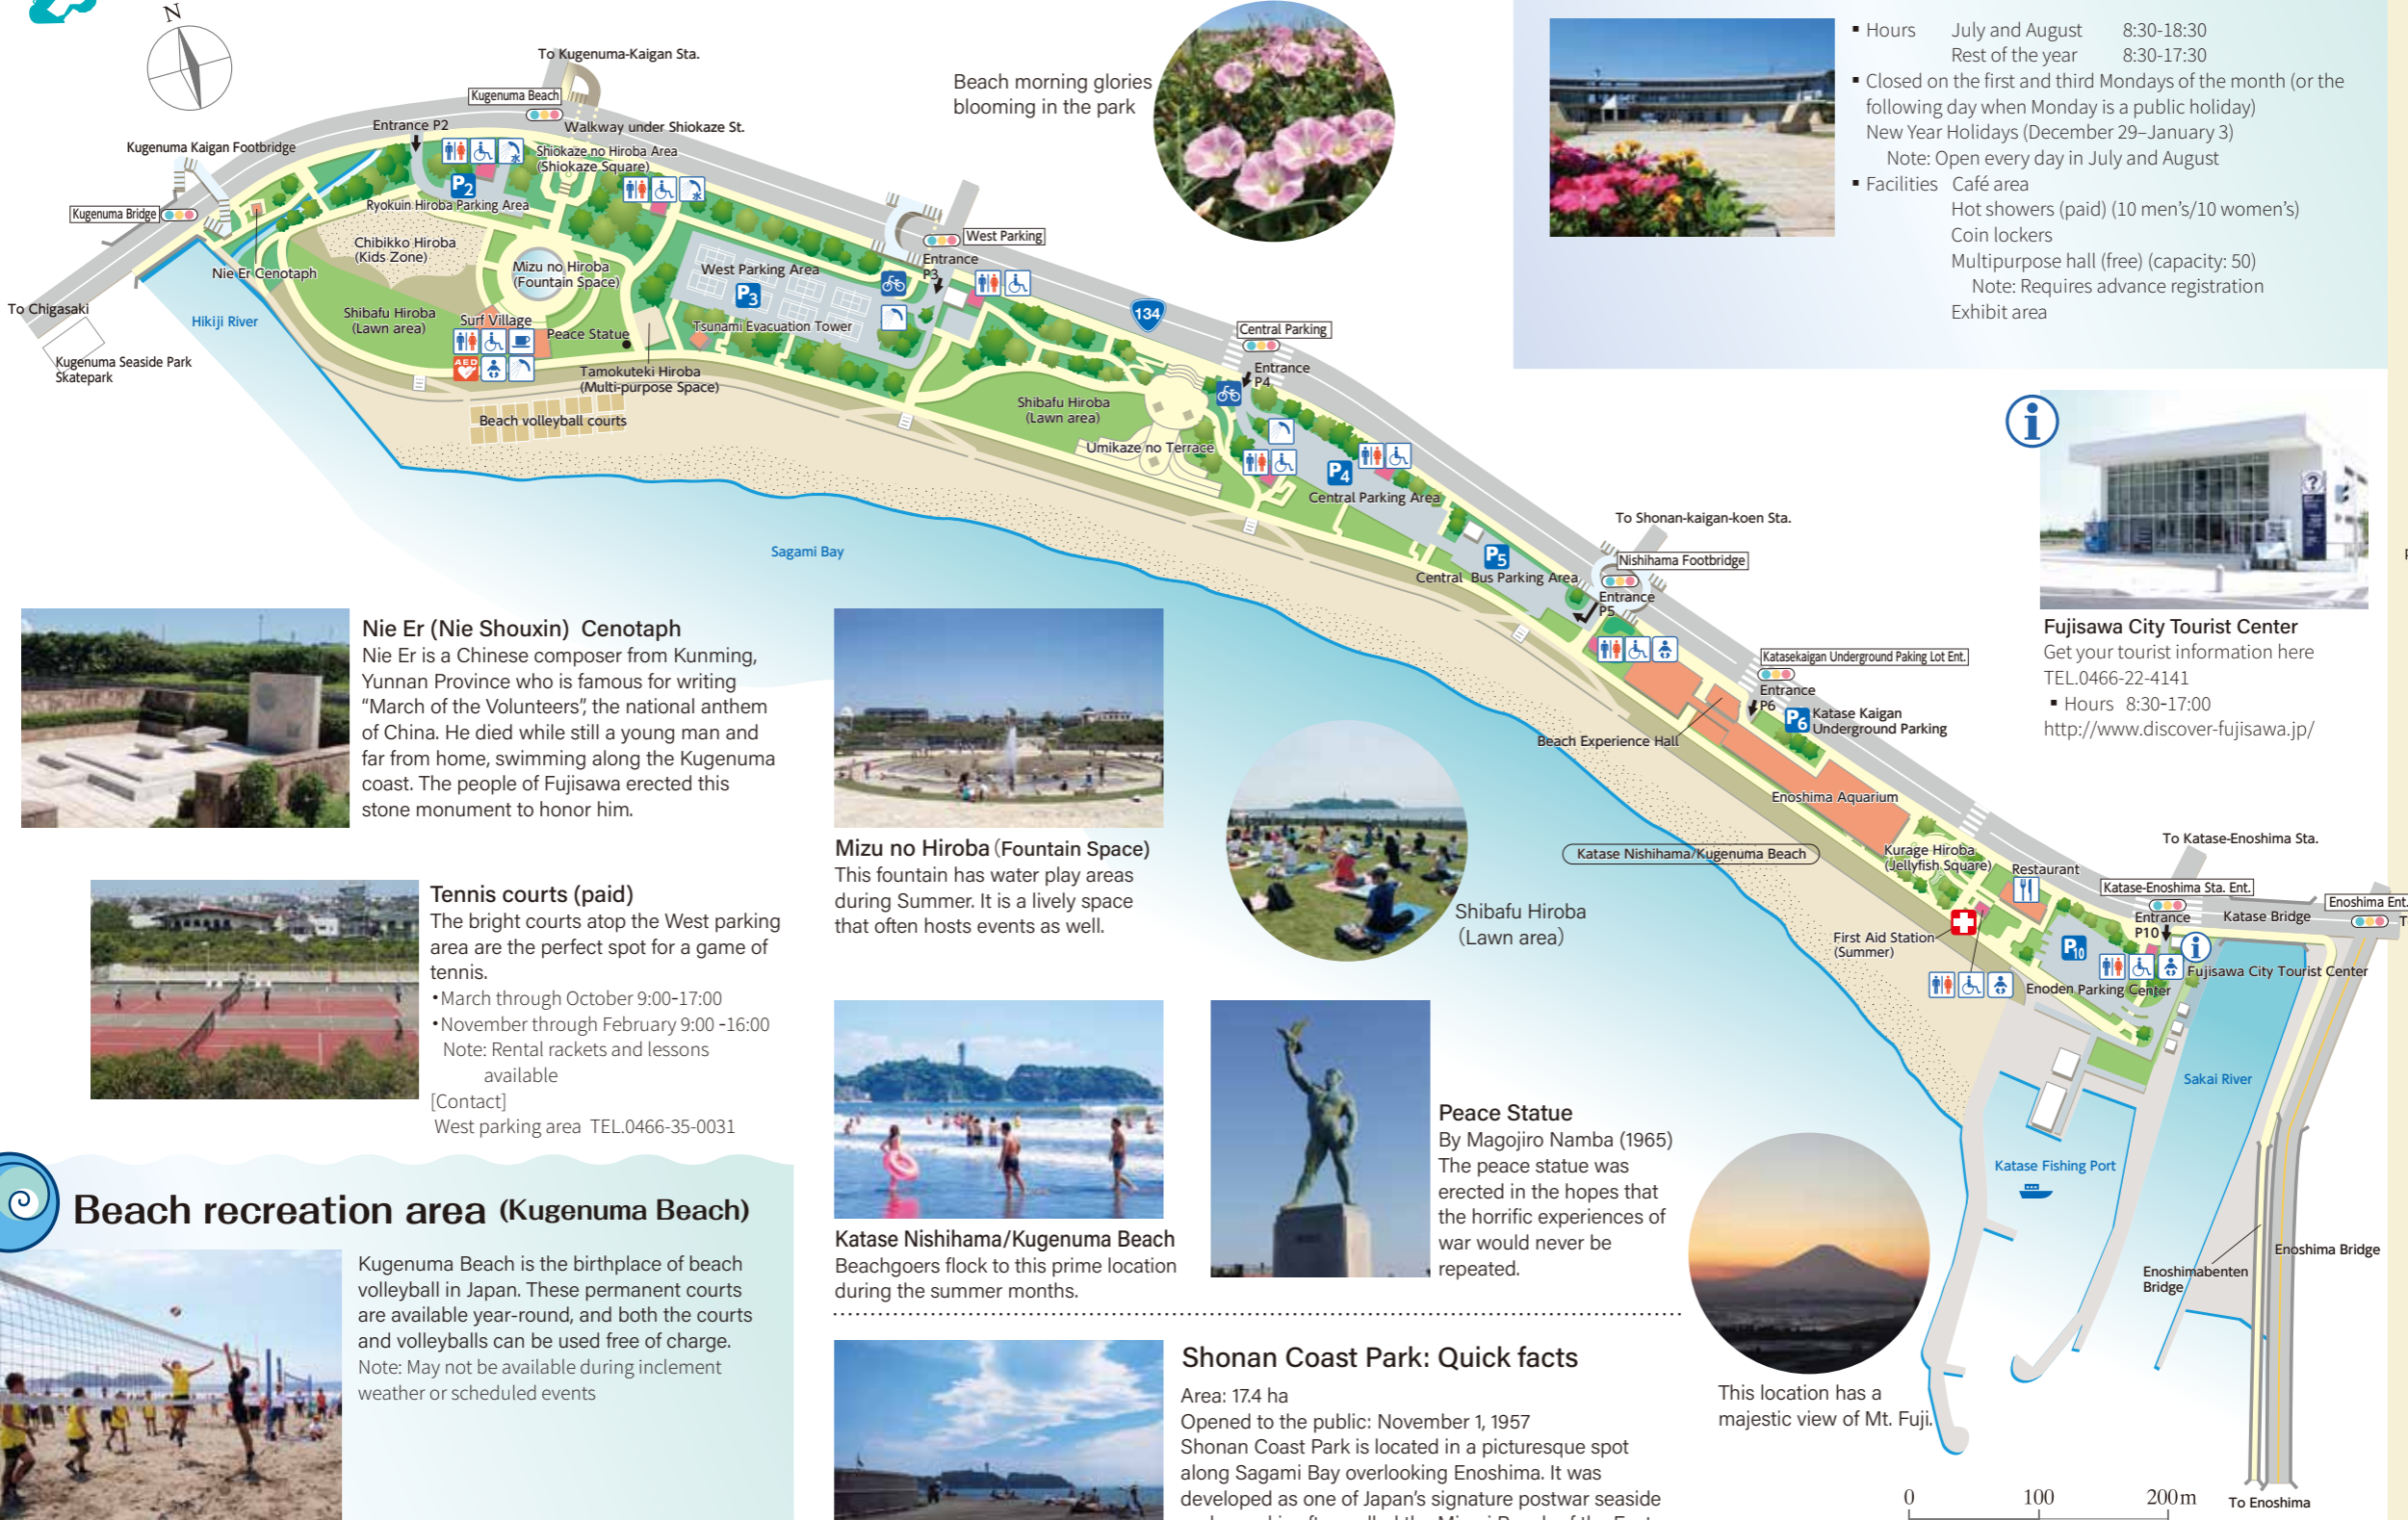 N
To Kugenuma-Kaigan Sta.
Kugenuma Beach
Entrance P2
Walkway under Shiokaze St.
Kugenuma Kaigan Footbridge
Shiokaze no Hiroba Area
(Shiokaze Square)
P2
Ryokuin Hiroba Parking Area
Kugenuma Bridge
Chibikko Hiroba
(Kids Zone)
Nie Er Cenotaph
Mizu no Hiroba
(Fountain Space)
West Parking Area
P3
West Parking
Entrance
P3
To Chigasaki
Hikiji River
Shibafu Hiroba
(Lawn area)
Surf Village
AED
Peace Statue
Tsunami Evacuation Tower
134
Central Parking
Entrance
P4
Kugenuma Seaside Park
Skatepark
Tamokuteki Hiroba
(Multi-purpose Space)
Beach volleyball courts
Shibafu Hiroba
(Lawn area)
Umikaze no Terrace
P4
Central Parking Area
To Shonan-kaigan-koen Sta.
Sagami Bay
P5
Central Bus Parking Area
Nishihama Footbridge
Entrance
P5
Katasekaigan Underground Paking Lot Ent.
Entrance
P6
P6
Katase Kaigan
Underground Parking
Beach Experience Hall
Enoshima Aquarium
Katase Nishihama/Kugenuma Beach
Kurage Hiroba
(Jellyfish Square)
Restaurant
To Katase-Enoshima Sta.
Katase-Enoshima Sta. Ent.
Entrance
P10
Katase Bridge
Enoshima Ent.
T
First Aid Station
(Summer)
P10
Fujisawa City Tourist Center
Enoden Parking Center
Sakai River
Katase Fishing Port
Enoshimabenten
Bridge
Enoshima Bridge
To Enoshima
0 100 200m
Beach morning glories
blooming in the park
▪ Hours July and August 8:30-18:30
Rest of the year 8:30-17:30
▪ Closed on the first and third Mondays of the month (or the
following day when Monday is a public holiday)
New Year Holidays (December 29–January 3)
Note: Open every day in July and August
▪ Facilities Café area
Hot showers (paid) (10 men’s/10 women’s)
Coin lockers
Multipurpose hall (free) (capacity: 50)
Note: Requires advance registration
Exhibit area
i
?
Fujisawa City Tourist Center
Get your tourist information here
TEL.0466-22-4141
▪ Hours 8:30-17:00
http://www.discover-fujisawa.jp/
Nie Er (Nie Shouxin) Cenotaph
Nie Er is a Chinese composer from Kunming,
Yunnan Province who is famous for writing
“March of the Volunteers”, the national anthem
of China. He died while still a young man and
far from home, swimming along the Kugenuma
coast. The people of Fujisawa erected this
stone monument to honor him.
Tennis courts (paid)
The bright courts atop the West parking
area are the perfect spot for a game of
tennis.
•March through October 9:00-17:00
•November through February 9:00 -16:00
Note: Rental rackets and lessons
available
[Contact]
West parking area TEL.0466-35-0031
Mizu no Hiroba (Fountain Space)
This fountain has water play areas
during Summer. It is a lively space
that often hosts events as well.
Shibafu Hiroba
(Lawn area)
Katase Nishihama/Kugenuma Beach
Beachgoers flock to this prime location
during the summer months.
Peace Statue
By Magojiro Namba (1965)
The peace statue was
erected in the hopes that
the horrific experiences of
war would never be
repeated.
This location has a
majestic view of Mt. Fuji.
Beach recreation area (Kugenuma Beach)
Kugenuma Beach is the birthplace of beach
volleyball in Japan. These permanent courts
are available year-round, and both the courts
and volleyballs can be used free of charge.
Note: May not be available during inclement
weather or scheduled events
Shonan Coast Park: Quick facts
Area: 17.4 ha
Opened to the public: November 1, 1957
Shonan Coast Park is located in a picturesque spot
along Sagami Bay overlooking Enoshima. It was
developed as one of Japan’s signature postwar seaside